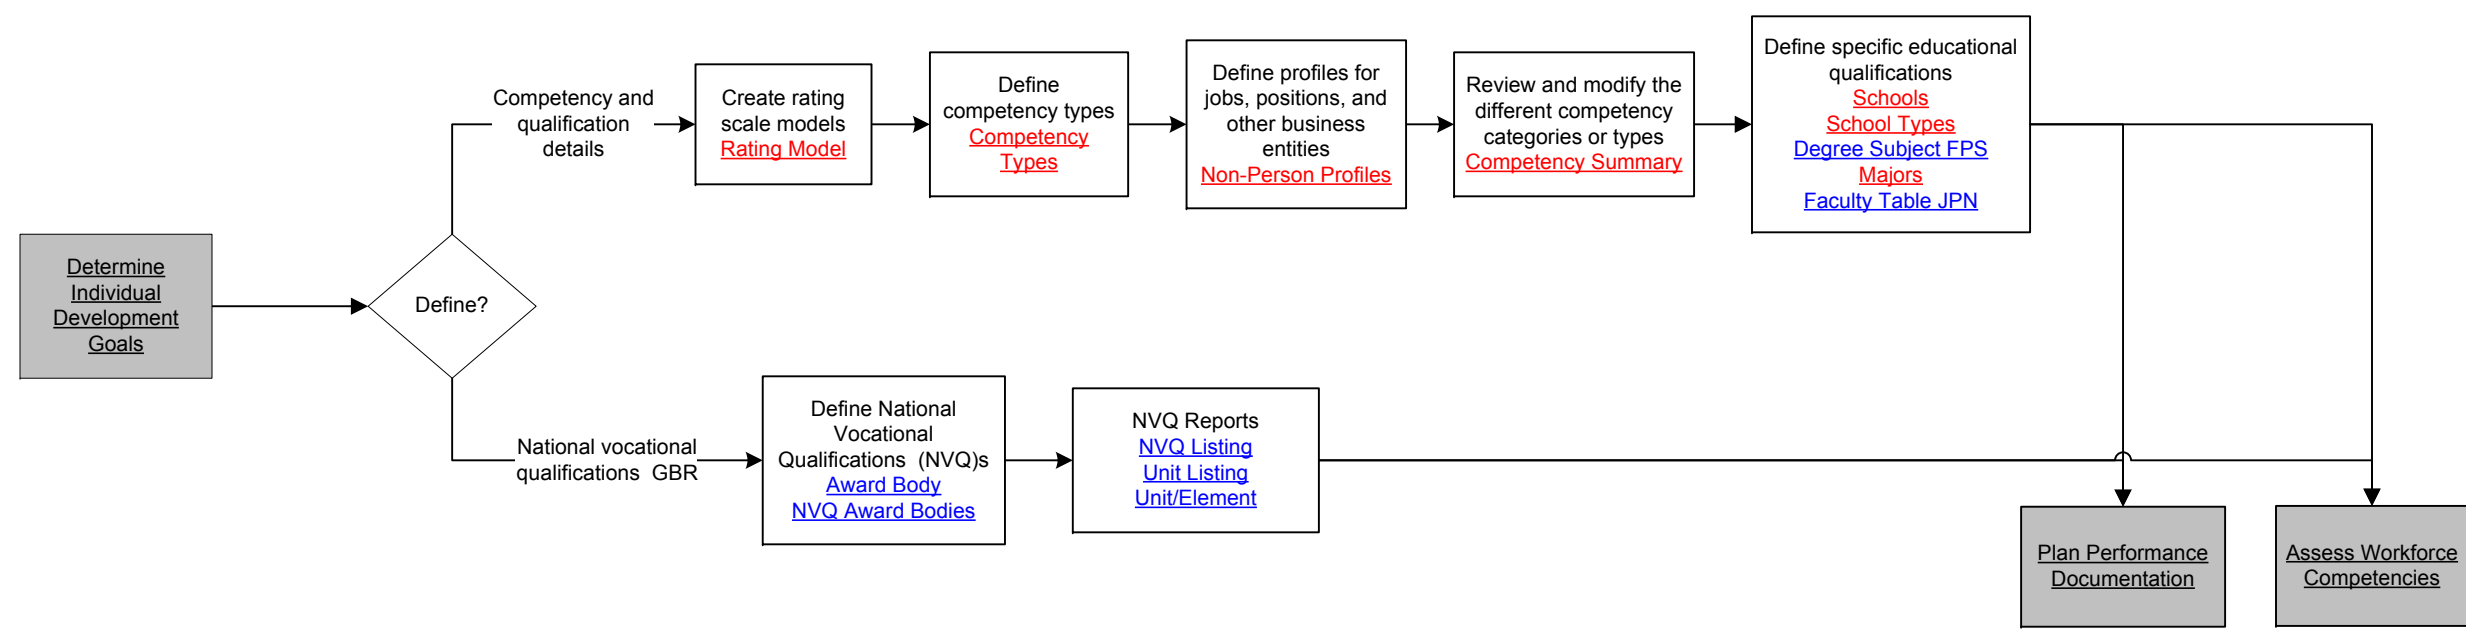 Determine
Individual
Development
Goals
Define?
Competency and
qualification
details
Create rating
scale models
Rating Model
Define
competency types
Competency
Types
Define profiles for
jobs, positions, and
other business
entities
Non-Person Profiles
Review and modify the
different competency
categories or types
Competency Summary
Define specific educational
qualifications
Schools
School Types
Degree Subject FPS
Majors
Faculty Table JPN
National vocational
qualifications GBR
Define National
Vocational
Qualifications (NVQ)s
Award Body
NVQ Award Bodies
NVQ Reports
NVQ Listing
Unit Listing
Unit/Element
Plan Performance
Documentation
Assess Workforce
Competencies